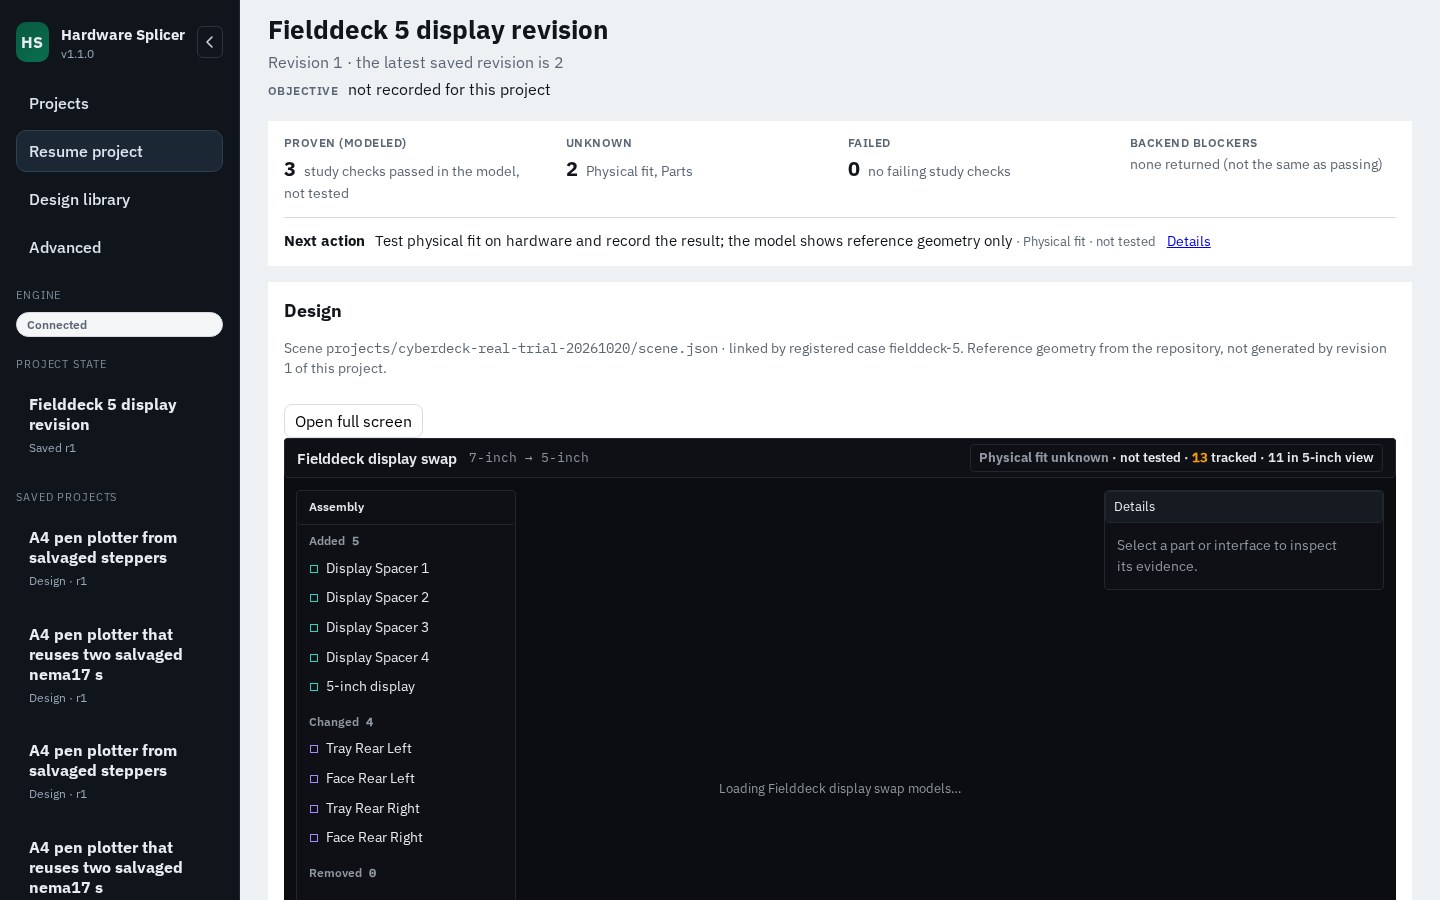 HS
Hardware Splicer
v1.1.0
Projects
Resume project
Design library
Advanced
ENGINE
Connected
PROJECT STATE
Fielddeck 5 display
revision
Saved r1
SAVED PROJECTS
A4 pen plotter from
salvaged steppers
Design · r1
A4 pen plotter that
reuses two salvaged
nema17 s
Design · r1
A4 pen plotter from
salvaged steppers
Design · r1
A4 pen plotter that
reuses two salvaged
nema17 s
Fielddeck 5 display revision
Revision 1 · the latest saved revision is 2
OBJECTIVE not recorded for this project
PROVEN (MODELED)
3 study checks passed in the model,
not tested
UNKNOWN
2 Physical fit, Parts
FAILED
0 no failing study checks
BACKEND BLOCKERS
none returned (not the same as passing)
Next action Test physical fit on hardware and record the result; the model shows reference geometry only · Physical fit · not tested Details
Design
Scene projects/cyberdeck-real-trial-20261020/scene.json · linked by registered case fielddeck-5. Reference geometry from the repository, not generated by revision
1 of this project.
Open full screen
Fielddeck display swap 7-inch → 5-inch
Physical fit unknown · not tested · 13 tracked · 11 in 5-inch view
Assembly
Added 5
Display Spacer 1
Display Spacer 2
Display Spacer 3
Display Spacer 4
5-inch display
Changed 4
Tray Rear Left
Face Rear Left
Tray Rear Right
Face Rear Right
Removed 0
Loading Fielddeck display swap models…
Details
Select a part or interface to inspect
its evidence.